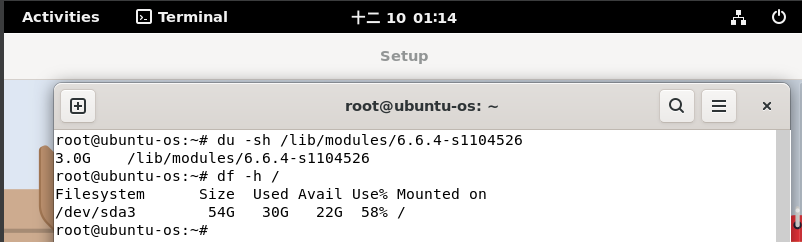 Activities Terminal 十二 10 01:14
Setup
root@ubuntu-os: ~
root@ubuntu-os:~# du -sh /lib/modules/6.6.4-s1104526
3.0G    /lib/modules/6.6.4-s1104526
root@ubuntu-os:~# df -h /
Filesystem      Size  Used Avail Use% Mounted on
/dev/sda3        54G   30G   22G  58% /
root@ubuntu-os:~#